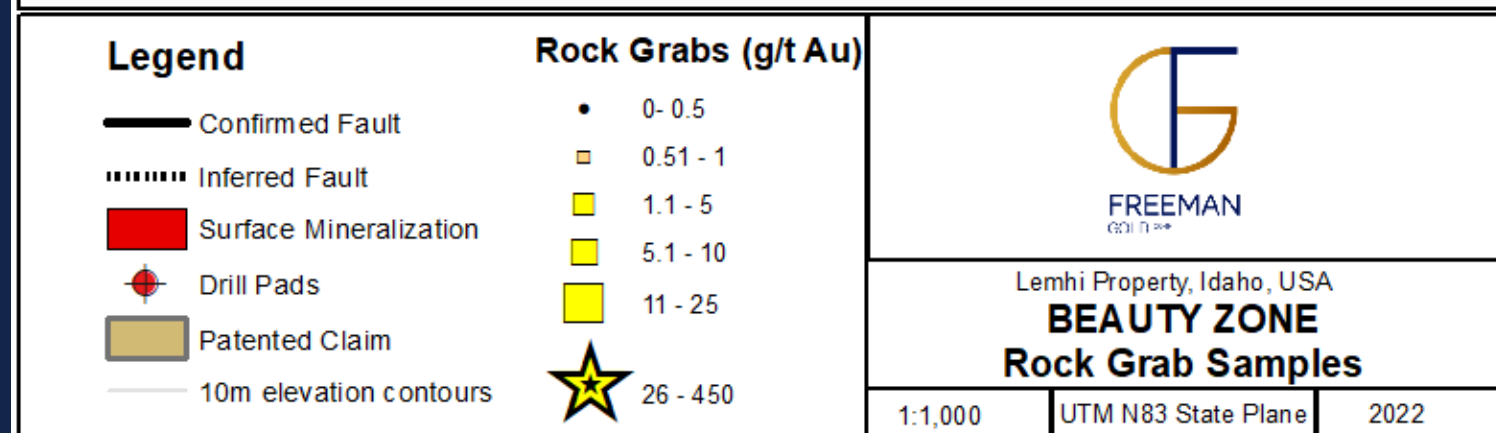 Legend
Confirmed Fault
Inferred Fault
Surface Mineralization
Drill Pads
Patented Claim
10m elevation contours
Rock Grabs (g/t Au)
0- 0.5
0.51 - 1
1.1 - 5
5.1 - 10
11 - 25
26 - 450
FREEMAN
GOLD CORP
Lemhi Property, Idaho, USA
BEAUTY ZONE
Rock Grab Samples
1:1,000
UTM N83 State Plane
2022